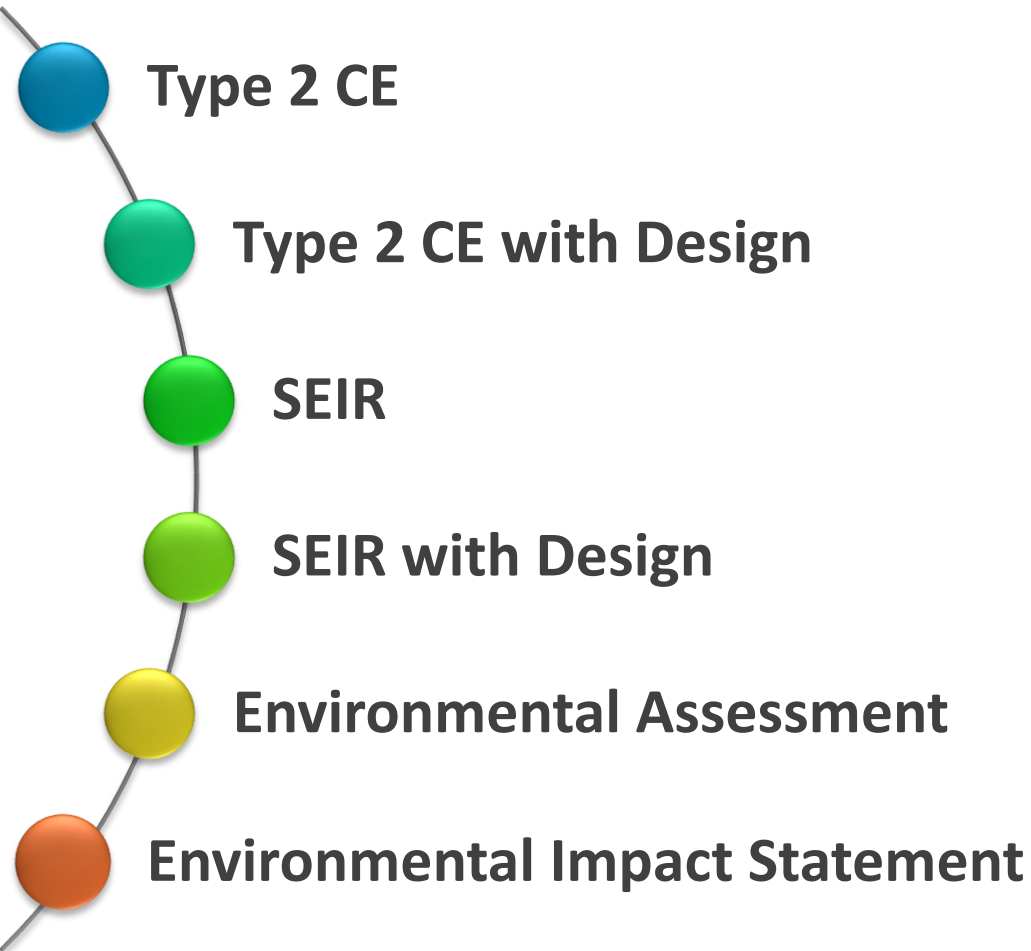 Type 2 CE
Type 2 CE with Design
SEIR
SEIR with Design
Environmental Assessment
Environmental Impact Statement